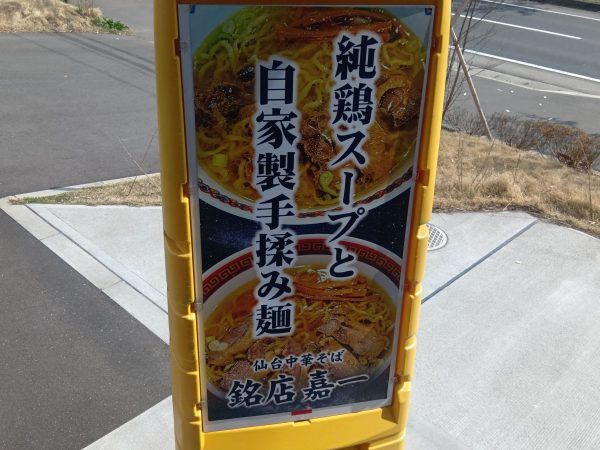 純鶏スープと
自家製手揉み麺
仙台中華そば
銘店 嘉一